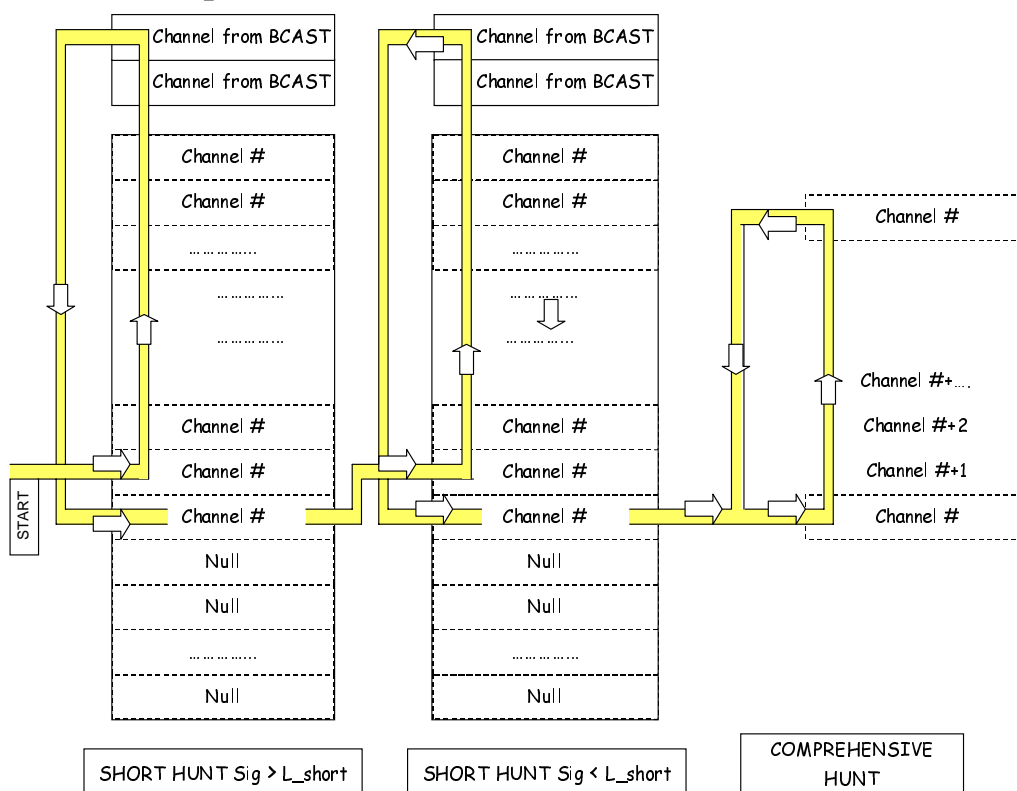 Channel from BCAST
Channel from BCAST
Channel #
Channel #
……………
……………
……………
Channel #
Channel #
Channel #
Null
Null
……………
Null
START
SHORT HUNT Sig > L_short
Channel from BCAST
Channel from BCAST
Channel #
Channel #
……………
……………
……………
Channel #
Channel #
Channel #
Null
Null
……………
Null
SHORT HUNT Sig < L_short
Channel #
Channel #+….
Channel #+2
Channel #+1
Channel #
COMPREHENSIVE
HUNT